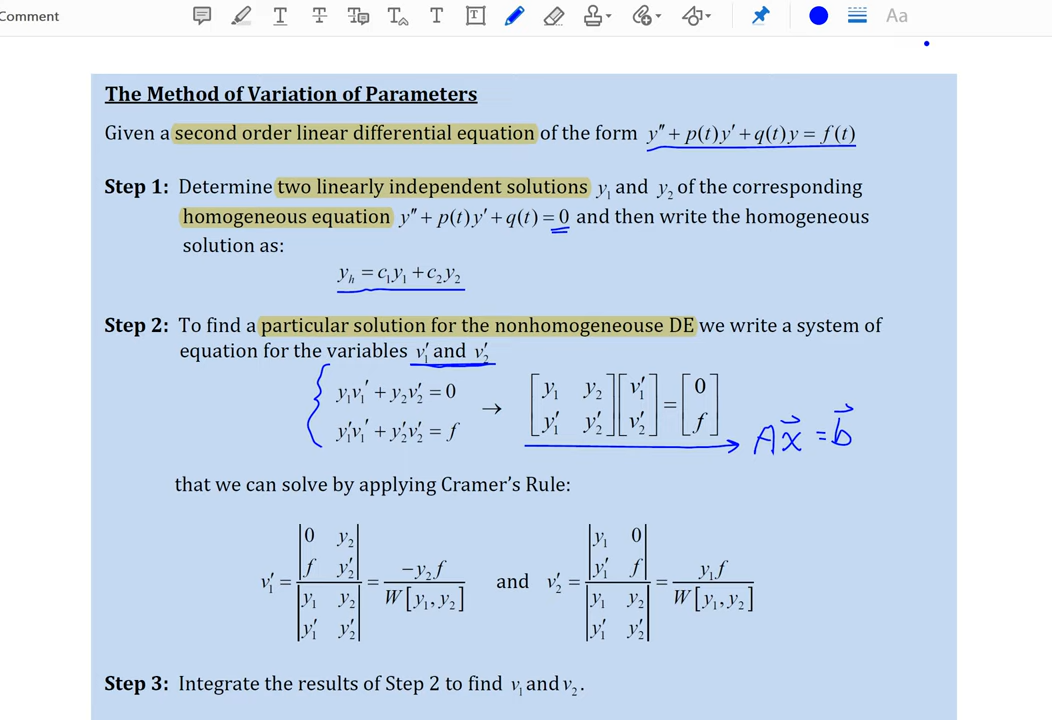 Comment
T T T T T T Aa
The Method of Variation of Parameters
Given a second order linear differential equation of the form y″ + p(t)y′ + q(t)y = f(t)
Step 1: Determine two linearly independent solutions y₁ and y₂ of the corresponding
homogeneous equation y″ + p(t)y′ + q(t) = 0 and then write the homogeneous
solution as:
yₕ = c₁y₁ + c₂y₂
Step 2: To find a particular solution for the nonhomogeneouse DE we write a system of
equation for the variables v₁′ and v₂′
{ y₁v₁′ + y₂v₂′ = 0
y₁′v₁′ + y₂′v₂′ = f → [y₁ y₂; y₁′ y₂′][v₁′; v₂′] = [0; f] Ax⃗ = b⃗
that we can solve by applying Cramer's Rule:
v₁′ = |0 y₂; f y₂′| / |y₁ y₂; y₁′ y₂′| = −y₂f / W[y₁, y₂] and v₂′ = |y₁ 0; y₁′ f| / |y₁ y₂; y₁′ y₂′| = y₁f / W[y₁, y₂]
Step 3: Integrate the results of Step 2 to find v₁ and v₂.